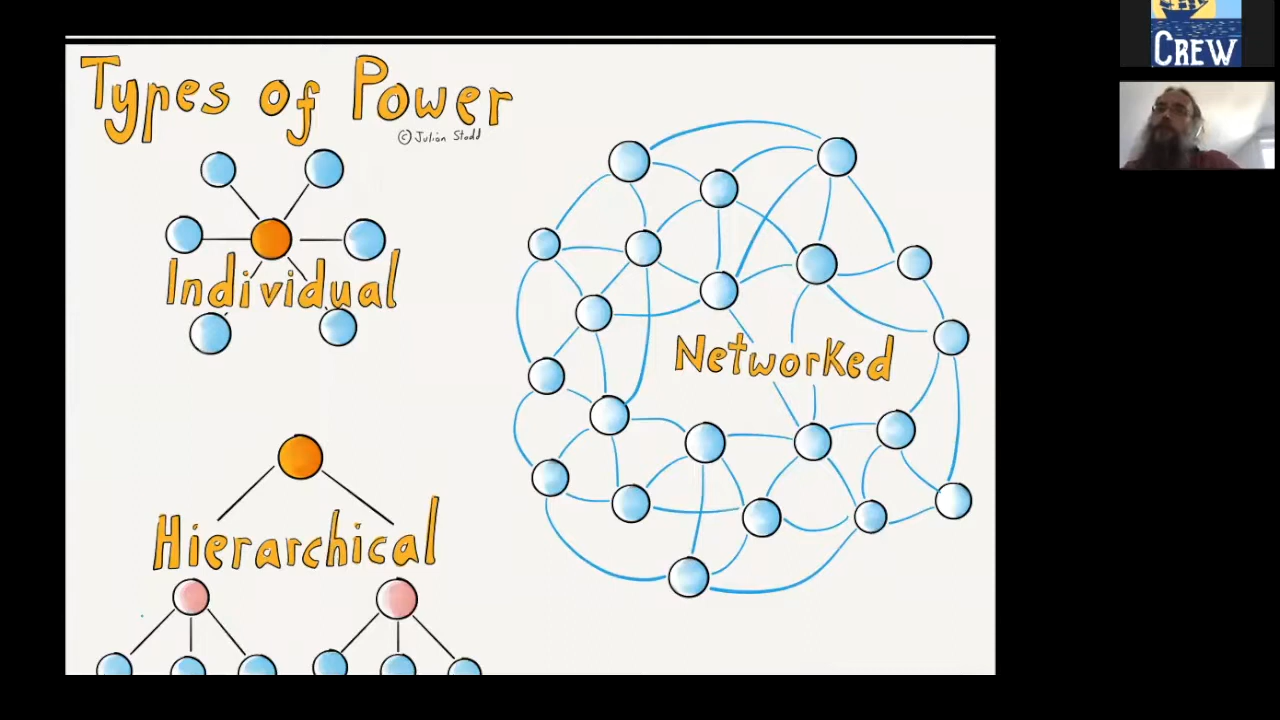 Types of Power
© Julian Stodd
Individual
Networked
Hierarchical
CREW